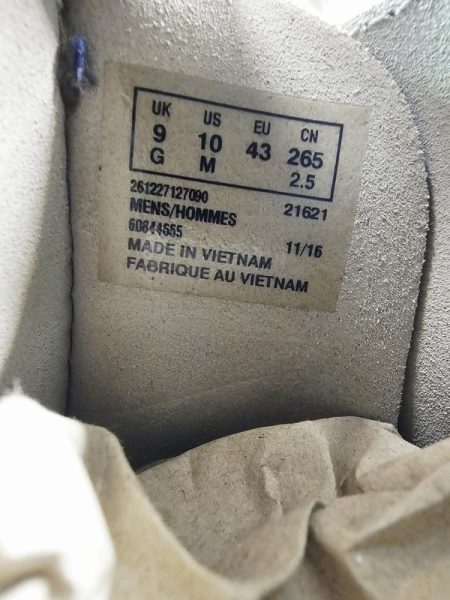 UK US EU CN
9 10 43 265
G M 2.5
261227127090
MENS/HOMMES 21621
60844655
MADE IN VIETNAM 11/16
FABRIQUE AU VIETNAM